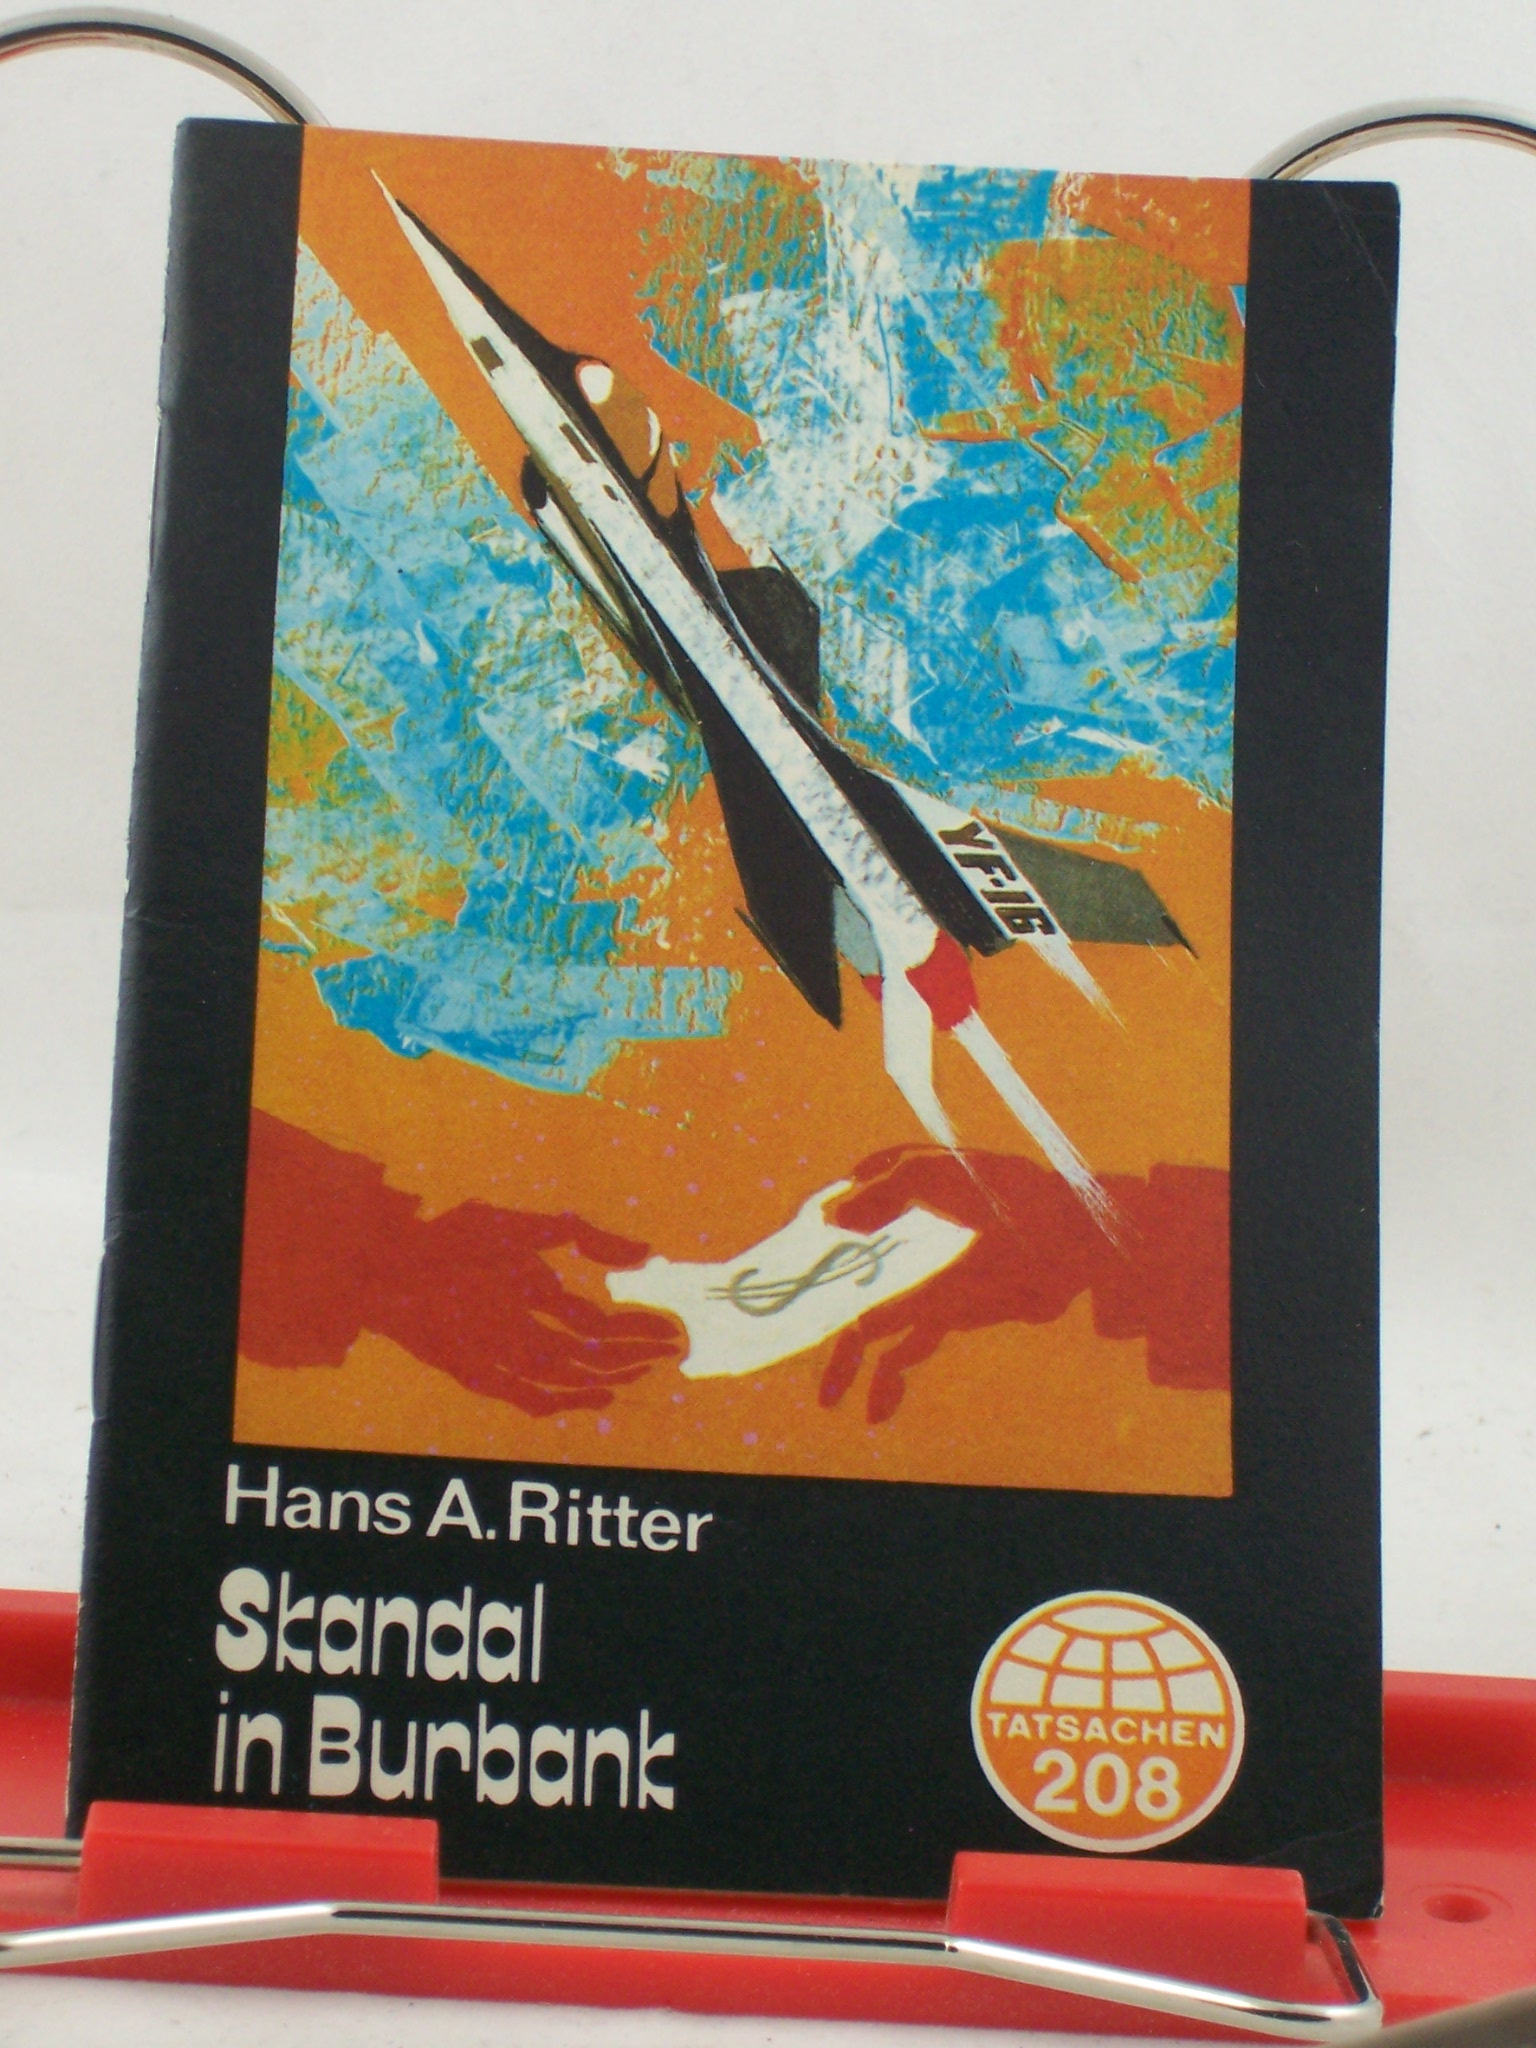 YF-16
$
Hans A. Ritter
Skandal
in Burbank
TATSACHEN
208